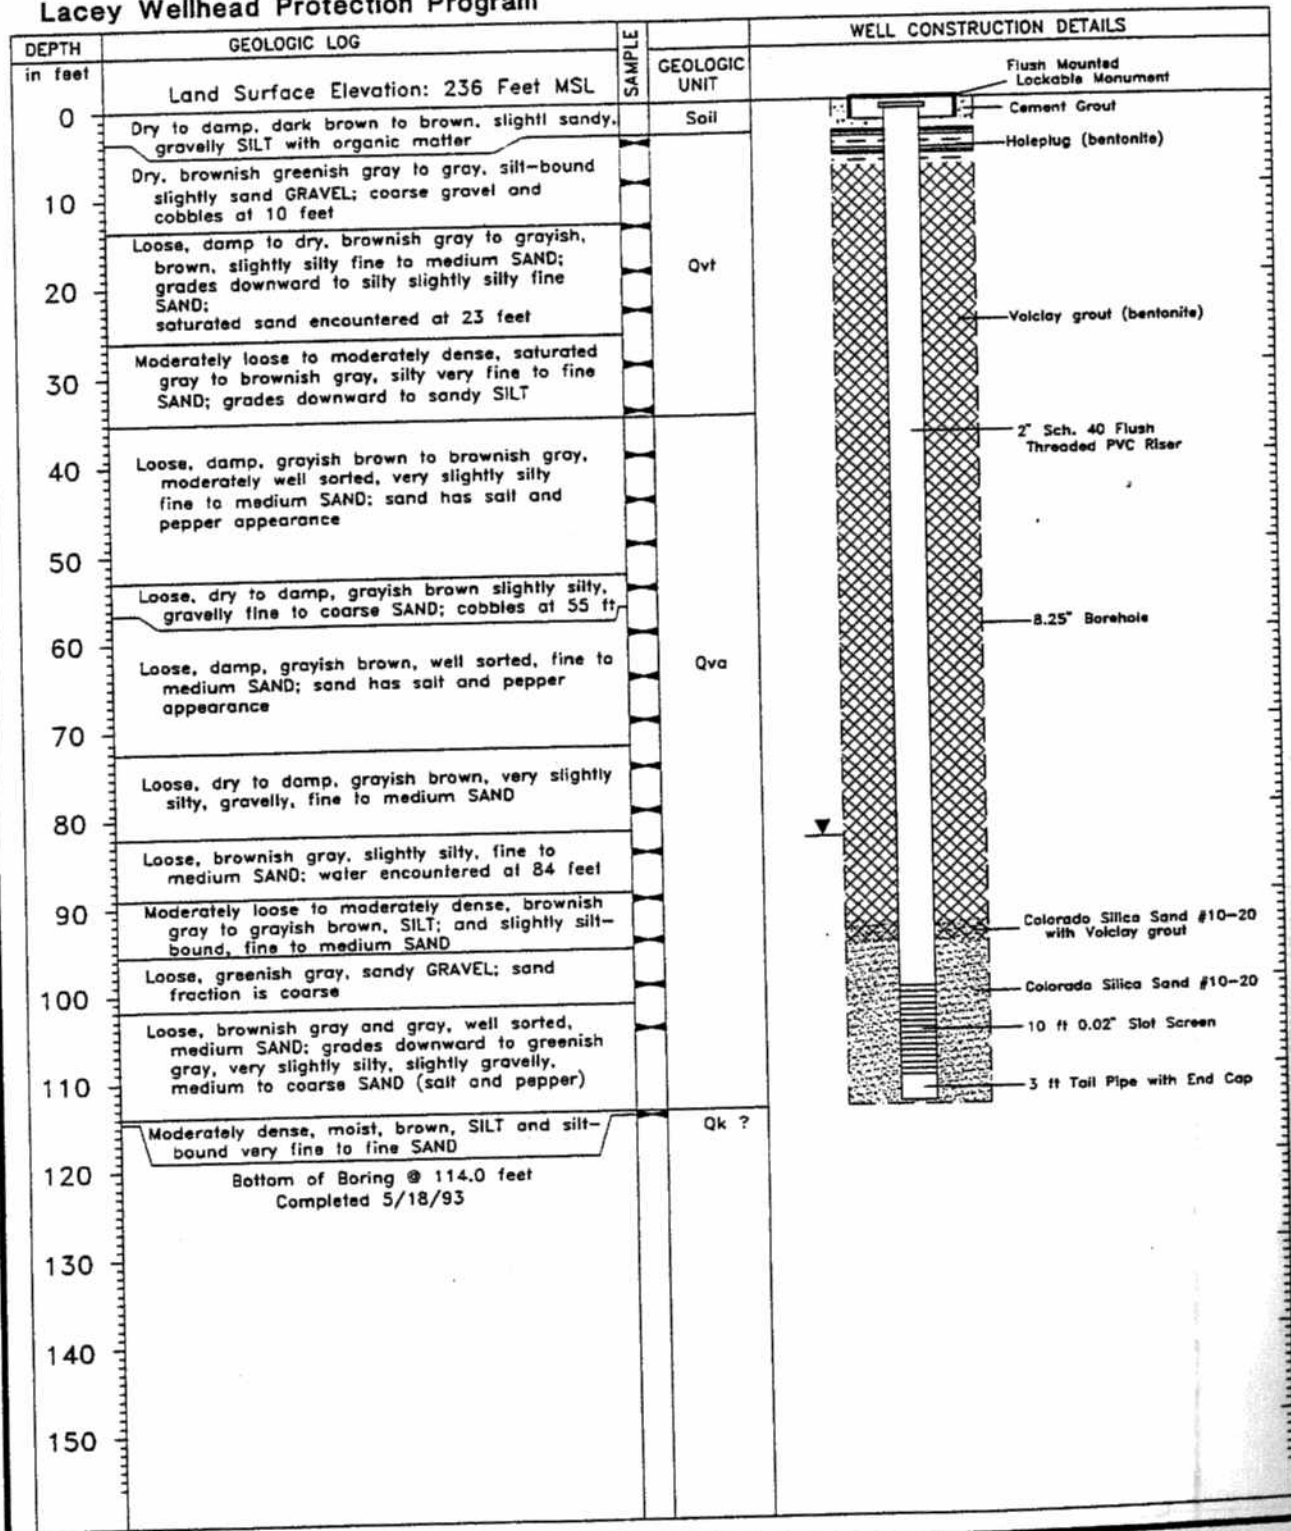 Lacey Wellhead Protection Program
DEPTH
in feet
GEOLOGIC LOG
SAMPLE
GEOLOGIC
UNIT
WELL CONSTRUCTION DETAILS
Land Surface Elevation: 236 Feet MSL
0
10
20
30
40
50
60
70
80
90
100
110
120
130
140
150
Dry to damp, dark brown to brown, slightl sandy,
gravelly SILT with organic matter
Dry, brownish greenish gray to gray, silt-bound
slightly sand GRAVEL; coarse gravel and
cobbles at 10 feet
Loose, damp to dry, brownish gray to grayish,
brown, slightly silty fine to medium SAND;
grades downward to silty slightly silty fine
SAND;
saturated sand encountered at 23 feet
Moderately loose to moderately dense, saturated
gray to brownish gray, silty very fine to fine
SAND; grades downward to sandy SILT
Loose, damp, grayish brown to brownish gray,
moderately well sorted, very slightly silty
fine to medium SAND; sand has salt and
pepper appearance
Loose, dry to damp, grayish brown slightly silty,
gravelly fine to coarse SAND; cobbles at 55 ft
Loose, damp, grayish brown, well sorted, fine to
medium SAND; sand has salt and pepper
appearance
Loose, dry to damp, grayish brown, very slightly
silty, gravelly, fine to medium SAND
Loose, brownish gray, slightly silty, fine to
medium SAND; water encountered at 84 feet
Moderately loose to moderately dense, brownish
gray to grayish brown, SILT; and slightly silt-
bound, fine to medium SAND
Loose, greenish gray, sandy GRAVEL; sand
fraction is coarse
Loose, brownish gray and gray, well sorted,
medium SAND; grades downward to greenish
gray, very slightly silty, slightly gravelly,
medium to coarse SAND (salt and pepper)
Moderately dense, moist, brown, SILT and silt-
bound very fine to fine SAND
Bottom of Boring @ 114.0 feet
Completed 5/18/93
Soil
Qvt
Qva
Qk ?
Flush Mounted
Lockable Monument
Cement Grout
Holeplug (bentonite)
Volclay grout (bentonite)
2" Sch. 40 Flush
Threaded PVC Riser
8.25" Borehole
Colorado Silica Sand #10-20
with Volclay grout
Colorado Silica Sand #10-20
10 ft 0.02" Slot Screen
3 ft Tail Pipe with End Cap